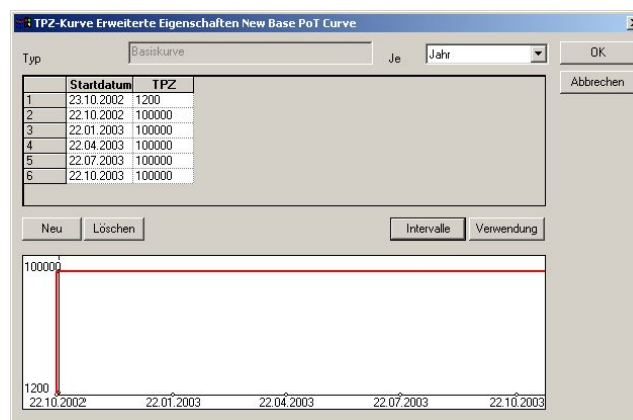 TPZ-Kurve Erweiterte Eigenschaften New Base PoT Curve
Typ Basiskurve Je Jahr OK
Abbrechen
Startdatum TPZ
1 23.10.2002 1200
2 22.10.2002 100000
3 22.01.2003 100000
4 22.04.2003 100000
5 22.07.2003 100000
6 22.10.2003 100000
Neu Löschen Intervalle Verwendung
100000
1200
22.10.2002 22.01.2003 22.04.2003 22.07.2003 22.10.2003